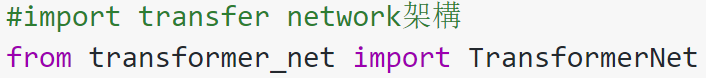 #import transfer network架構
from transformer_net import TransformerNet